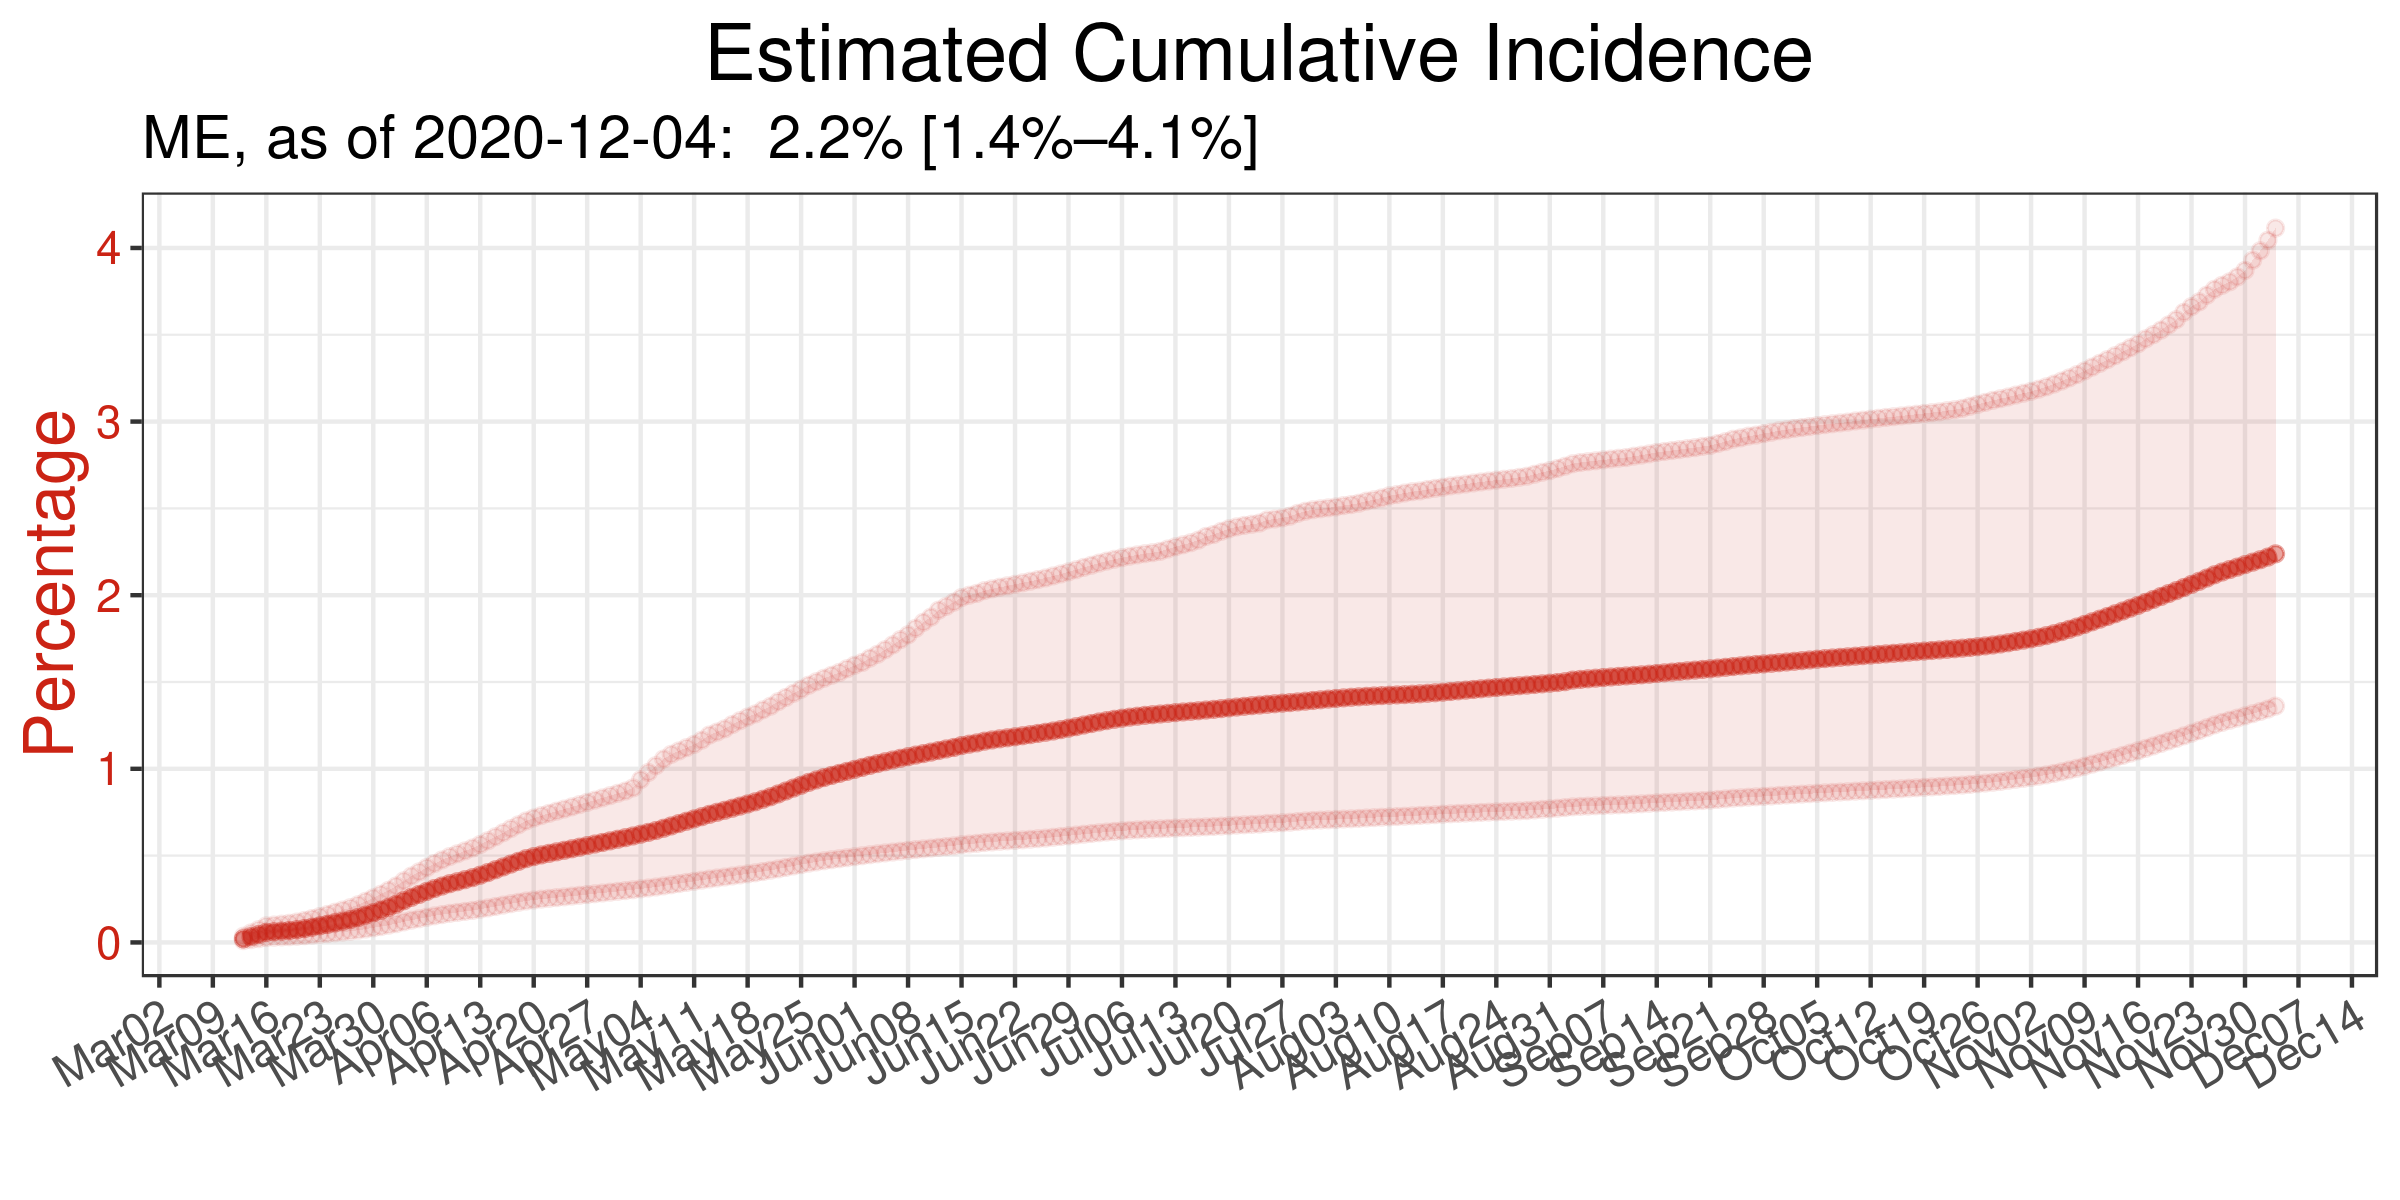 Estimated Cumulative Incidence
ME, as of 2020-12-04:  2.2% [1.4%–4.1%]
Percentage
4
3
2
1
0
Mar02
Mar09
Mar16
Mar23
Mar30
Apr06
Apr13
Apr20
Apr27
May04
May11
May18
May25
Jun01
Jun08
Jun15
Jun22
Jun29
Jul06
Jul13
Jul20
Jul27
Aug03
Aug10
Aug17
Aug24
Aug31
Sep07
Sep14
Sep21
Sep28
Oct05
Oct12
Oct19
Oct26
Nov02
Nov09
Nov16
Nov23
Nov30
Dec07
Dec14